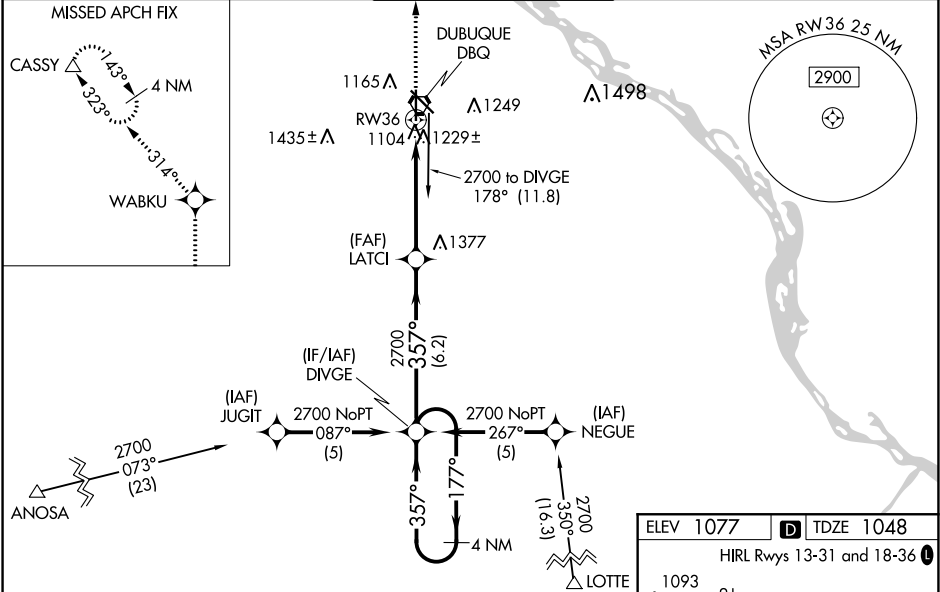 MISSED APCH FIX
CASSY
143°
4 NM
323°
314°
WABKU
DUBUQUE
DBQ
1165
1249
1498
RW36
1435±
1104
1229±
2700 to DIVGE
178° (11.8)
MSA RW36 25 NM
2900
(FAF)
LATCI
1377
2700
357°
(6.2)
(IF/IAF)
DIVGE
(IAF)
JUGIT
2700 NoPT
087°
(5)
2700 NoPT
267°
(5)
(IAF)
NEGUE
2700
073°
(23)
ANOSA
357°
177°
4 NM
2700
350°
(16.3)
LOTTE
ELEV 1077 D TDZE 1048
HIRL Rwys 13-31 and 18-36 L
1093